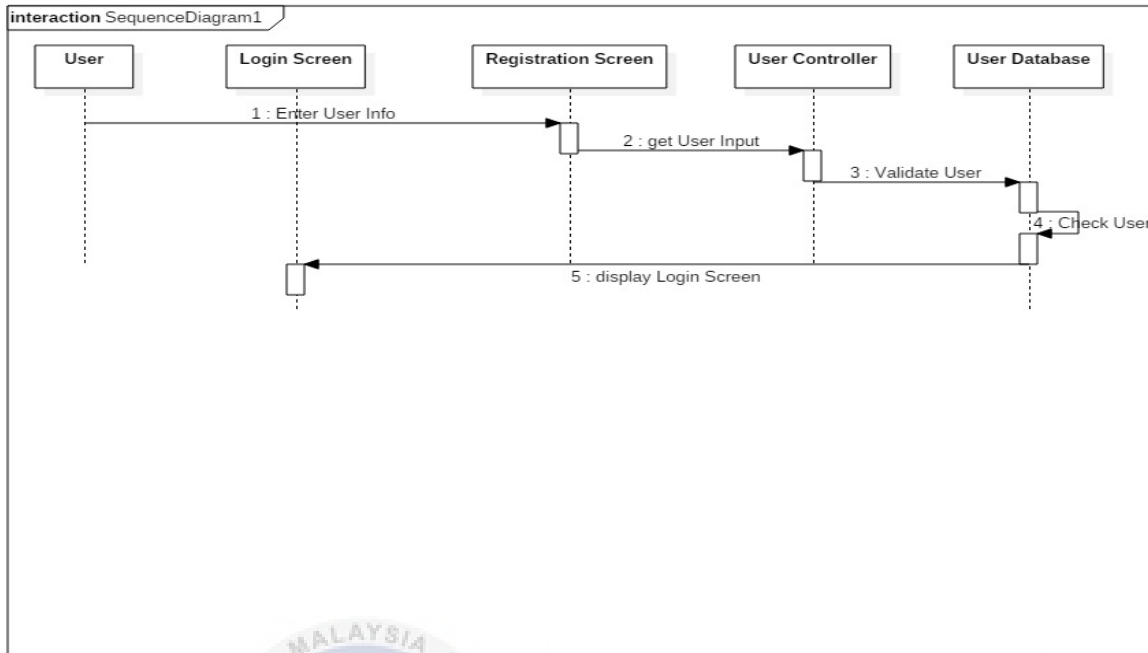 interaction SequenceDiagram1
User
Login Screen
Registration Screen
User Controller
User Database
1 : Enter User Info
2 : get User Input
3 : Validate User
4 : Check User
5 : display Login Screen
MALAYSIA